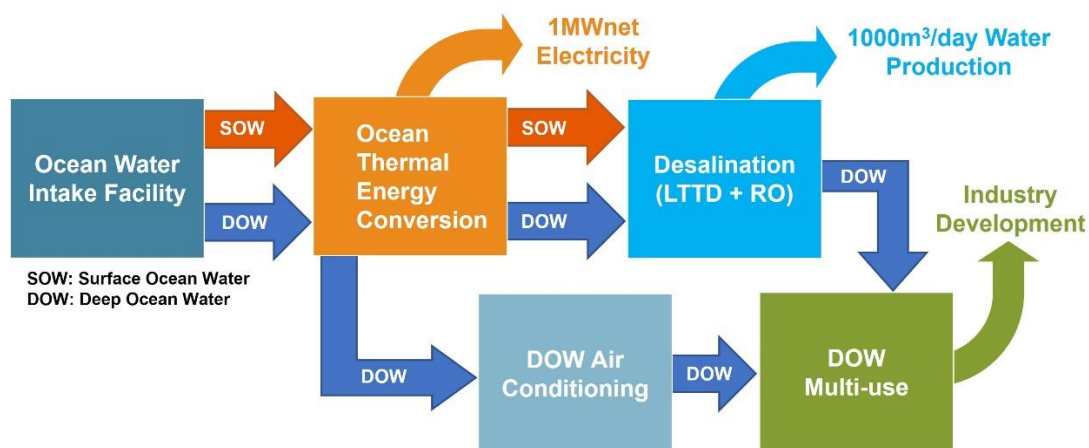 1MWnet
Electricity
1000m³/day Water
Production
Ocean Water
Intake Facility
SOW
DOW
Ocean
Thermal
Energy
Conversion
SOW
DOW
Desalination
(LTTD + RO)
DOW
Industry
Development
SOW: Surface Ocean Water
DOW: Deep Ocean Water
DOW
DOW Air
Conditioning
DOW
DOW
Multi-use